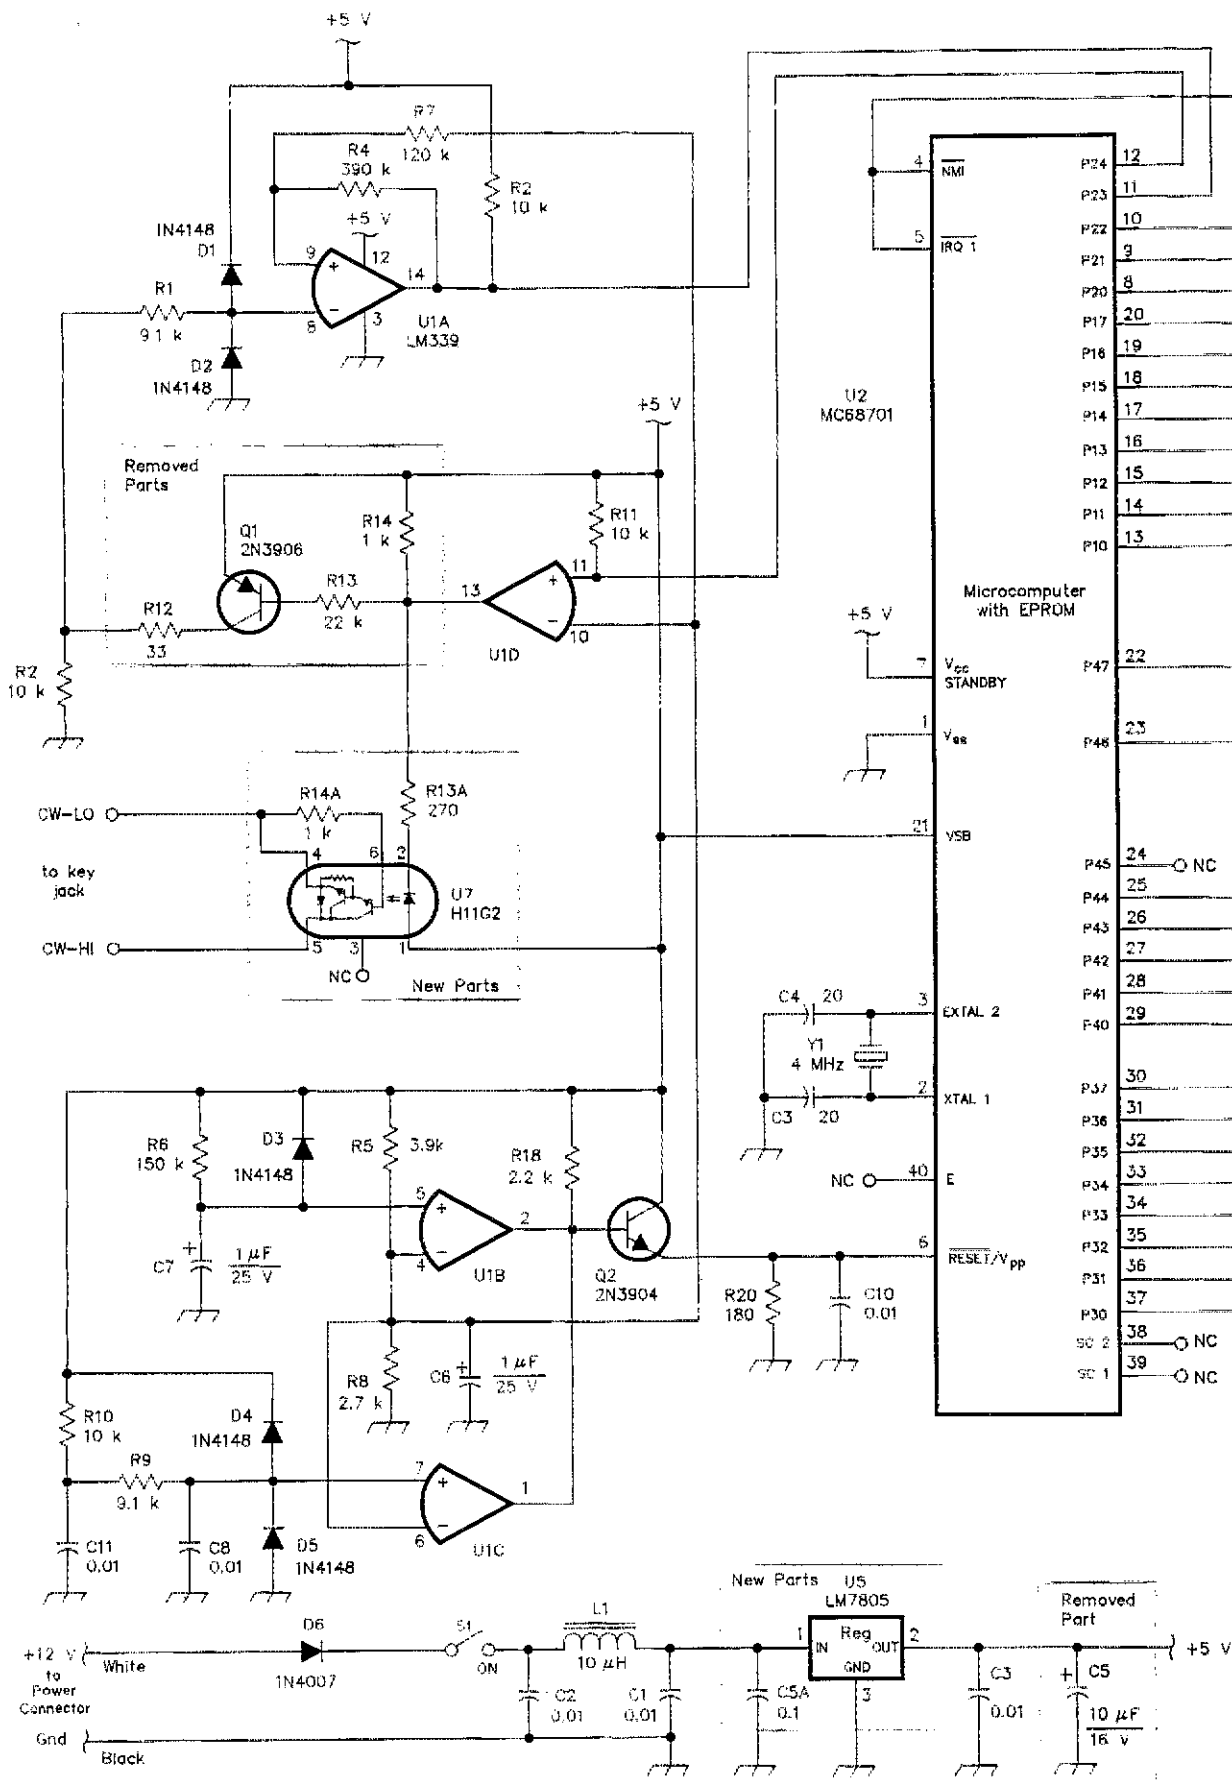 +5 V
R7
120 k
R4
390 k
R2
10 k
+5 V
1N4148
D1
9
+
12
14
R1
9.1 k
8
−
3
U1A
LM339
D2
1N4148
4
NMI
5
IRQ 1
U2
MC68701
Microcomputer
with EPROM
P24
12
P23
11
P22
10
P21
9
P20
8
P17
20
P16
19
P15
18
P14
17
P13
16
P12
15
P11
14
P10
13
P47
22
P46
23
P45
24
NC
P44
25
P43
26
P42
27
P41
28
P40
29
P37
30
P36
31
P35
32
P34
33
P33
34
P32
35
P31
36
P30
37
SC 2
38
NC
SC 1
39
NC
+5 V
Removed
Parts
Q1
2N3906
R14
1 k
R11
10 k
R13
22 k
13
11
+
−
10
U1D
R12
33
R2
10 k
+5 V
7
Vcc
STANDBY
1
Vss
CW-LO
R14A
1 k
R13A
270
4
6
2
to key
jack
U7
H11G2
CW-HI
5
3
1
NC
New Parts
21
VSB
C4
20
3
EXTAL 2
Y1
4 MHz
C3
20
2
XTAL 1
NC
40
E
6
RESET/Vpp
R6
150 k
D3
1N4148
R5
3.9k
R18
2.2 k
5
+
2
−
4
U1B
C7
+
1 µF
25 V
Q2
2N3904
R20
180
C10
0.01
R8
2.7 k
C6
+
1 µF
25 V
R10
10 k
D4
1N4148
R9
9.1 k
7
+
1
−
6
U1C
C11
0.01
C8
0.01
D5
1N4148
New Parts
U5
LM7805
Removed
Part
+12 V
to
Power
Connector
White
D6
1N4007
S1
ON
L1
10 µH
1
IN
Reg
OUT
2
GND
3
+5 V
C2
0.01
C1
0.01
C5A
0.1
C3
0.01
+
C5
10 µF
16 V
Gnd
Black